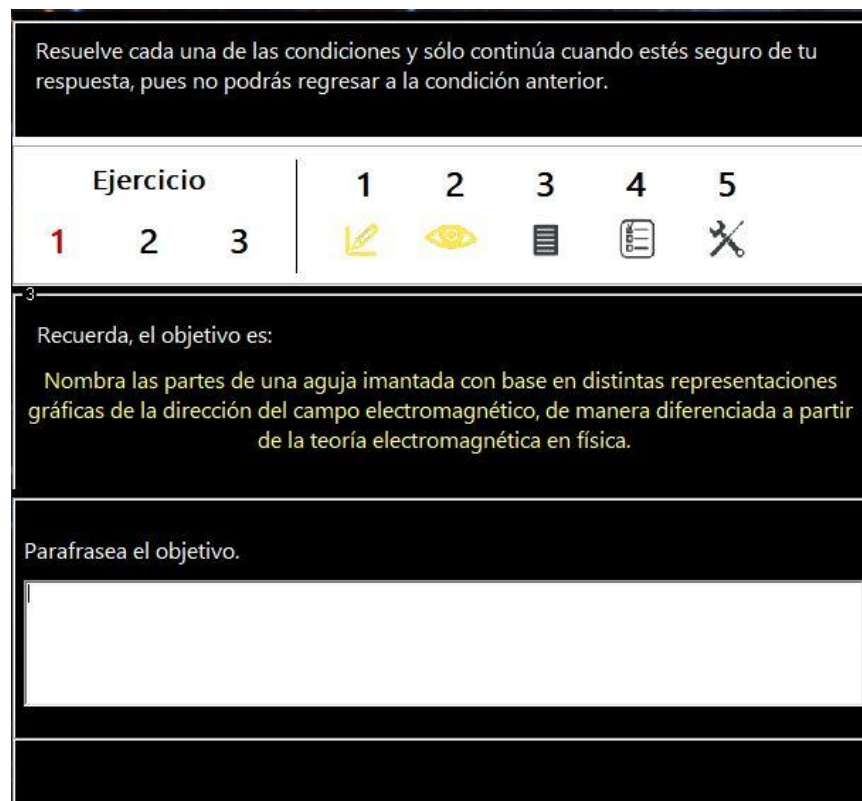 Resuelve cada una de las condiciones y sólo continúa cuando estés seguro de tu
respuesta, pues no podrás regresar a la condición anterior.
Ejercicio
1 2 3 4 5
1 2 3
3
Recuerda, el objetivo es:
Nombra las partes de una aguja imantada con base en distintas representaciones
gráficas de la dirección del campo electromagnético, de manera diferenciada a partir
de la teoría electromagnética en física.
Parafrasea el objetivo.